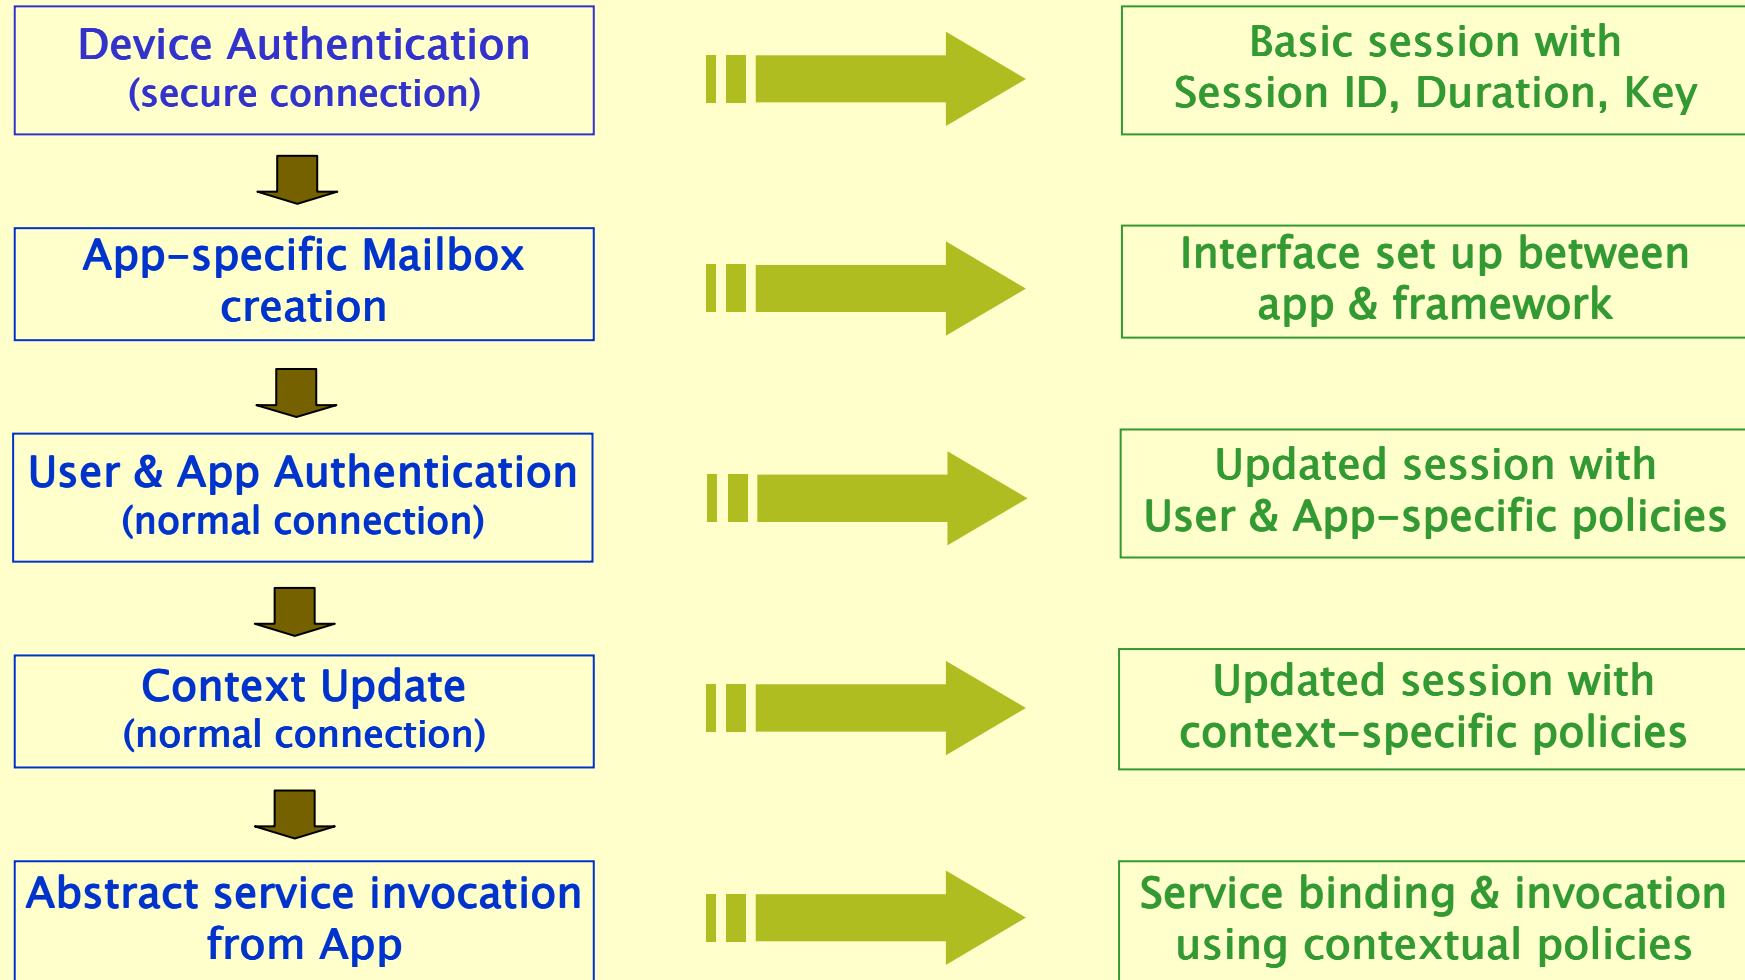 Device Authentication
(secure connection)
Basic session with
Session ID, Duration, Key
App-specific Mailbox
creation
Interface set up between
app & framework
User & App Authentication
(normal connection)
Updated session with
User & App-specific policies
Context Update
(normal connection)
Updated session with
context-specific policies
Abstract service invocation
from App
Service binding & invocation
using contextual policies